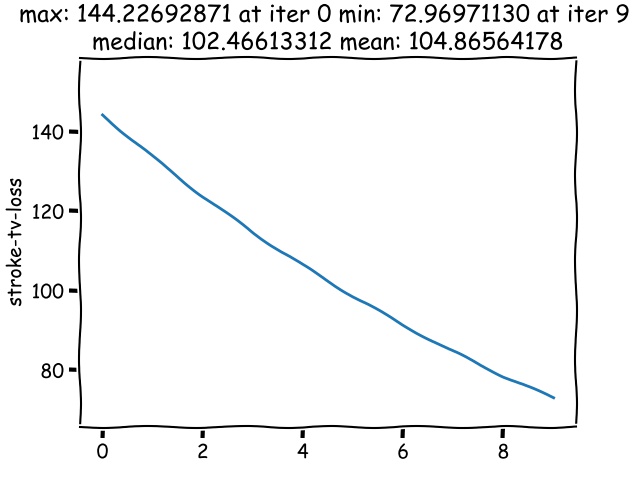 max: 144.22692871 at iter 0 min: 72.96971130 at iter 9
median: 102.46613312 mean: 104.86564178
stroke-tv-loss
140
120
100
80
0 2 4 6 8